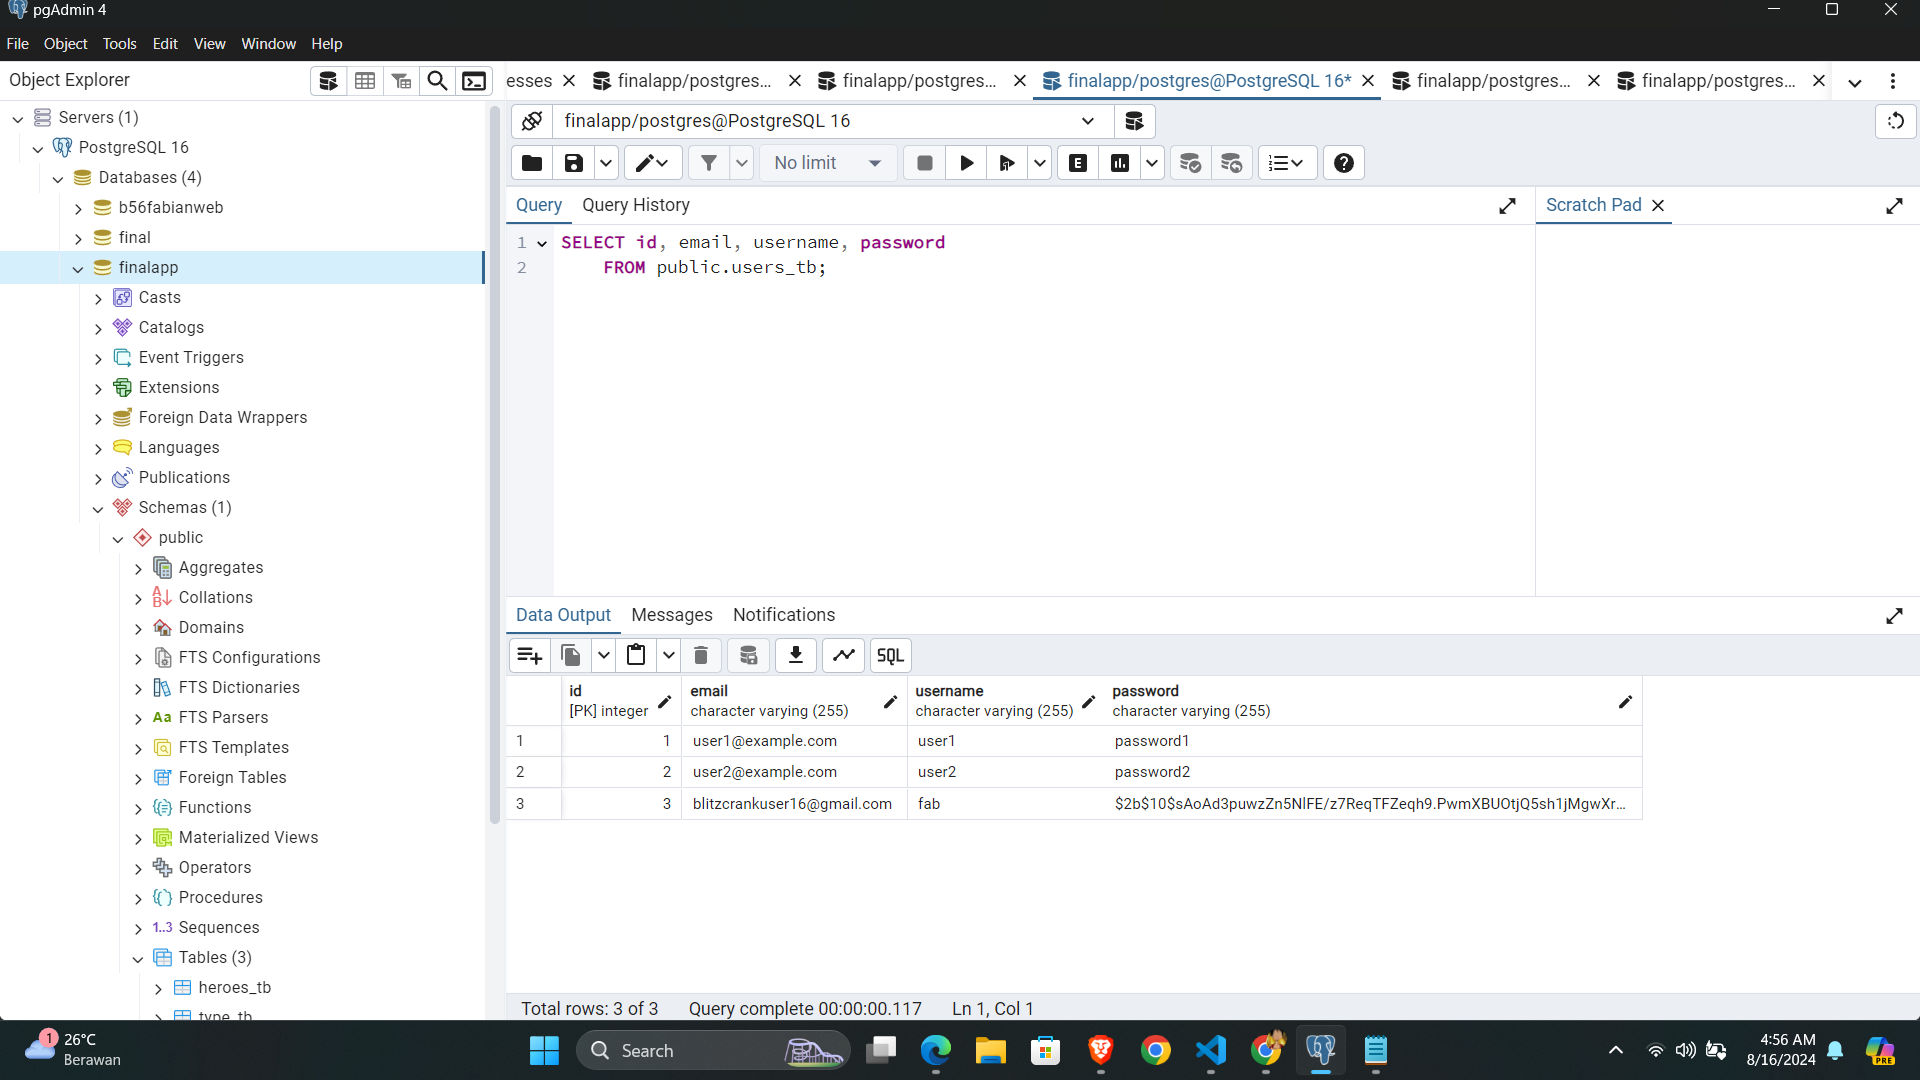 pgAdmin 4
File Object Tools Edit View Window Help
Object Explorer
esses finalapp/postgres... finalapp/postgres... finalapp/postgres@PostgreSQL 16* finalapp/postgres... finalapp/postgres...
Servers (1)
PostgreSQL 16
Databases (4)
b56fabianweb
final
finalapp
Casts
Catalogs
Event Triggers
Extensions
Foreign Data Wrappers
Languages
Publications
Schemas (1)
public
Aggregates
Collations
Domains
FTS Configurations
FTS Dictionaries
Aa FTS Parsers
FTS Templates
Foreign Tables
Functions
Materialized Views
Operators
Procedures
1..3 Sequences
Tables (3)
heroes_tb
type_tb
finalapp/postgres@PostgreSQL 16
No limit
E
Query Query History
Scratch Pad
1 SELECT id, email, username, password
2 FROM public.users_tb;
Data Output Messages Notifications
SQL
id email username password
[PK] integer character varying (255) character varying (255) character varying (255)
1 1 user1@example.com user1 password1
2 2 user2@example.com user2 password2
3 3 blitzcrankuser16@gmail.com fab $2b$10$sAoAd3puwzZn5NlFE/z7ReqTFZeqh9.PwmXBUOtjQ5sh1jMgwXr...
Total rows: 3 of 3 Query complete 00:00:00.117 Ln 1, Col 1
1 26°C
Berawan
Search
4:56 AM
8/16/2024
PRE